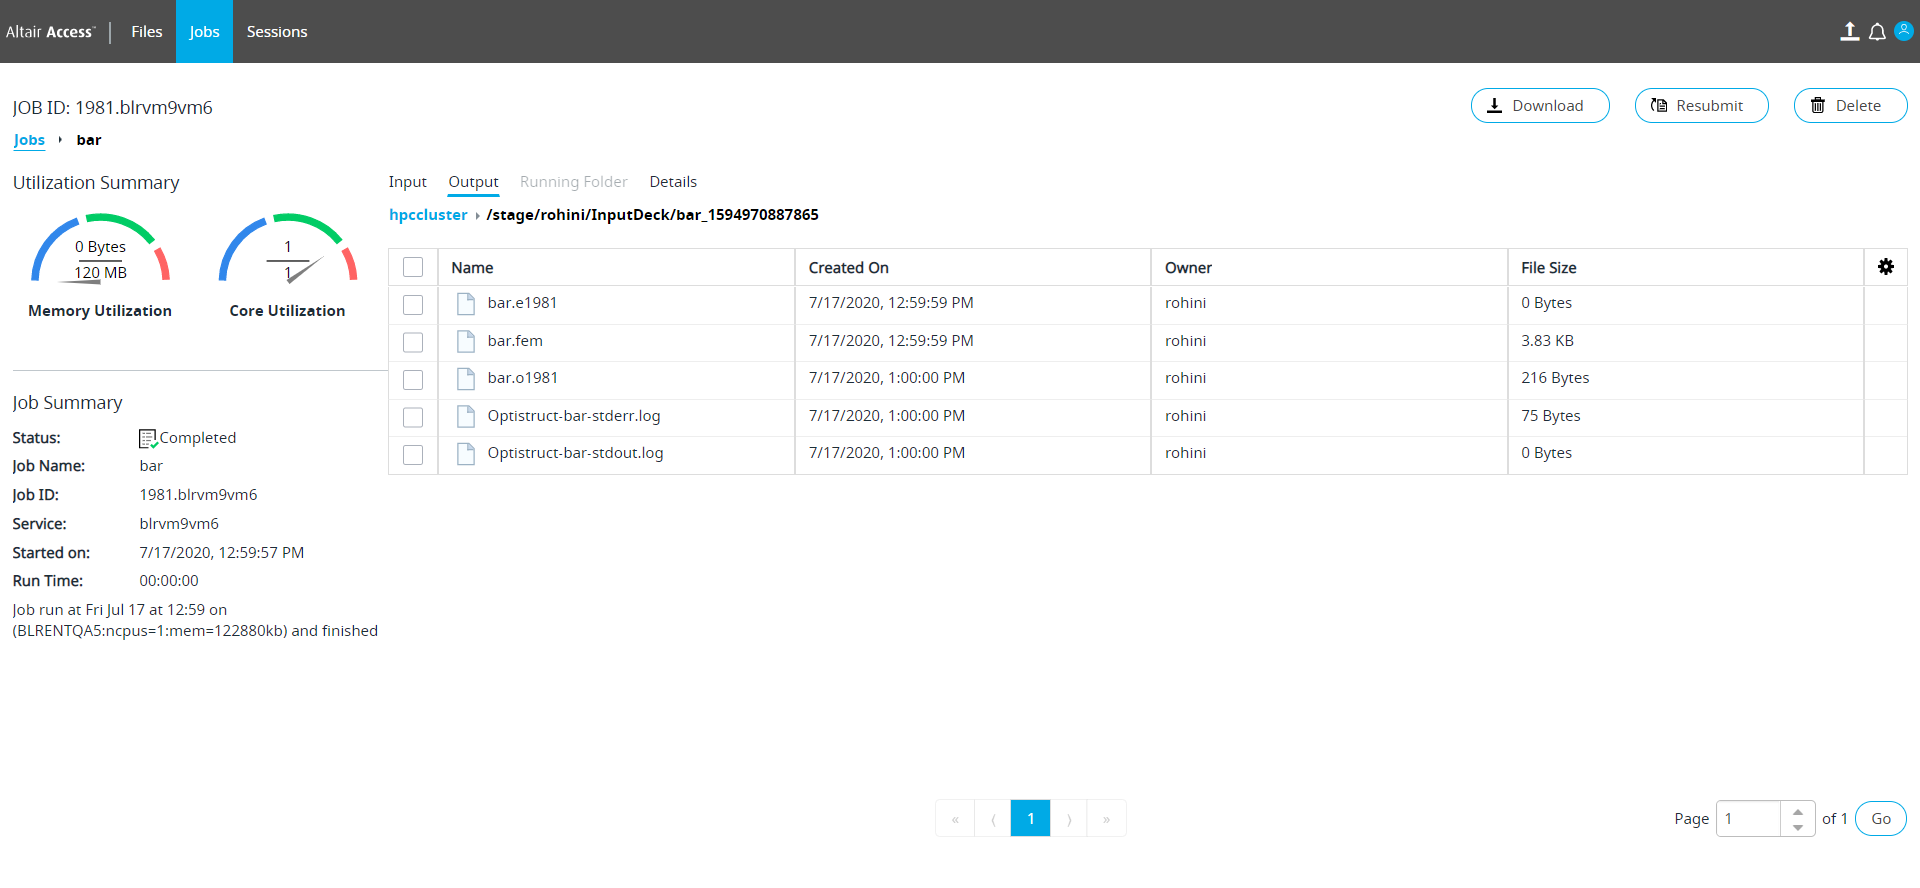 Altair Access™ | Files Jobs Sessions
JOB ID: 1981.blrvm9vm6
Download Resubmit Delete
Jobs bar
Utilization Summary
0 Bytes
120 MB
Memory Utilization
1
1
Core Utilization
Input Output Running Folder Details
hpccluster /stage/rohini/InputDeck/bar_1594970887865
Name Created On Owner File Size
bar.e1981 7/17/2020, 12:59:59 PM rohini 0 Bytes
bar.fem 7/17/2020, 12:59:59 PM rohini 3.83 KB
bar.o1981 7/17/2020, 1:00:00 PM rohini 216 Bytes
Optistruct-bar-stderr.log 7/17/2020, 1:00:00 PM rohini 75 Bytes
Optistruct-bar-stdout.log 7/17/2020, 1:00:00 PM rohini 0 Bytes
Job Summary
Status: Completed
Job Name: bar
Job ID: 1981.blrvm9vm6
Service: blrvm9vm6
Started on: 7/17/2020, 12:59:57 PM
Run Time: 00:00:00
Job run at Fri Jul 17 at 12:59 on
(BLRENTQA5:ncpus=1:mem=122880kb) and finished
« ⟨ 1 ⟩ »
Page 1 of 1 Go